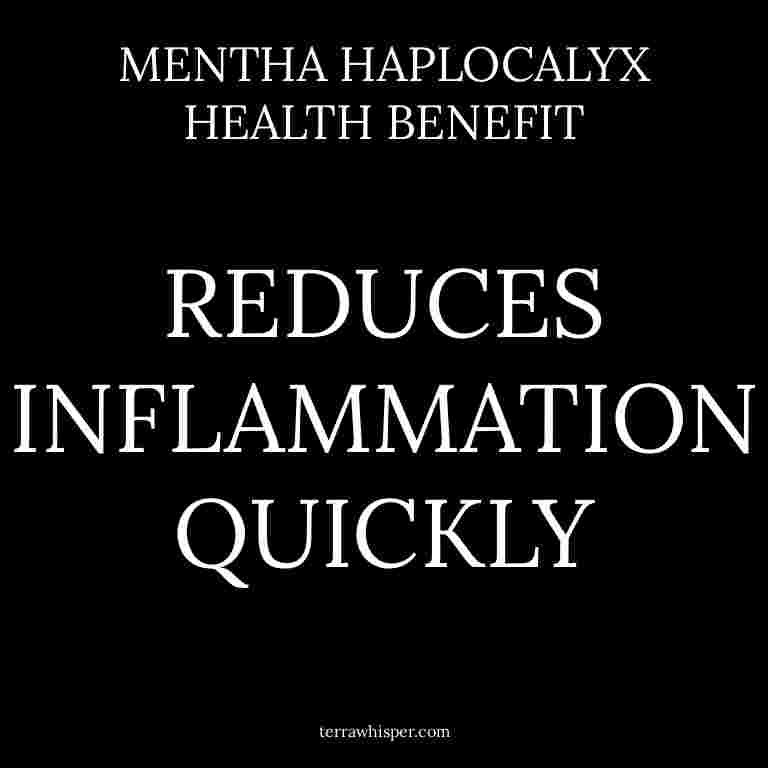 MENTHA HAPLOCALYX
HEALTH BENEFIT
REDUCES
INFLAMMATION
QUICKLY
terrawhisper.com